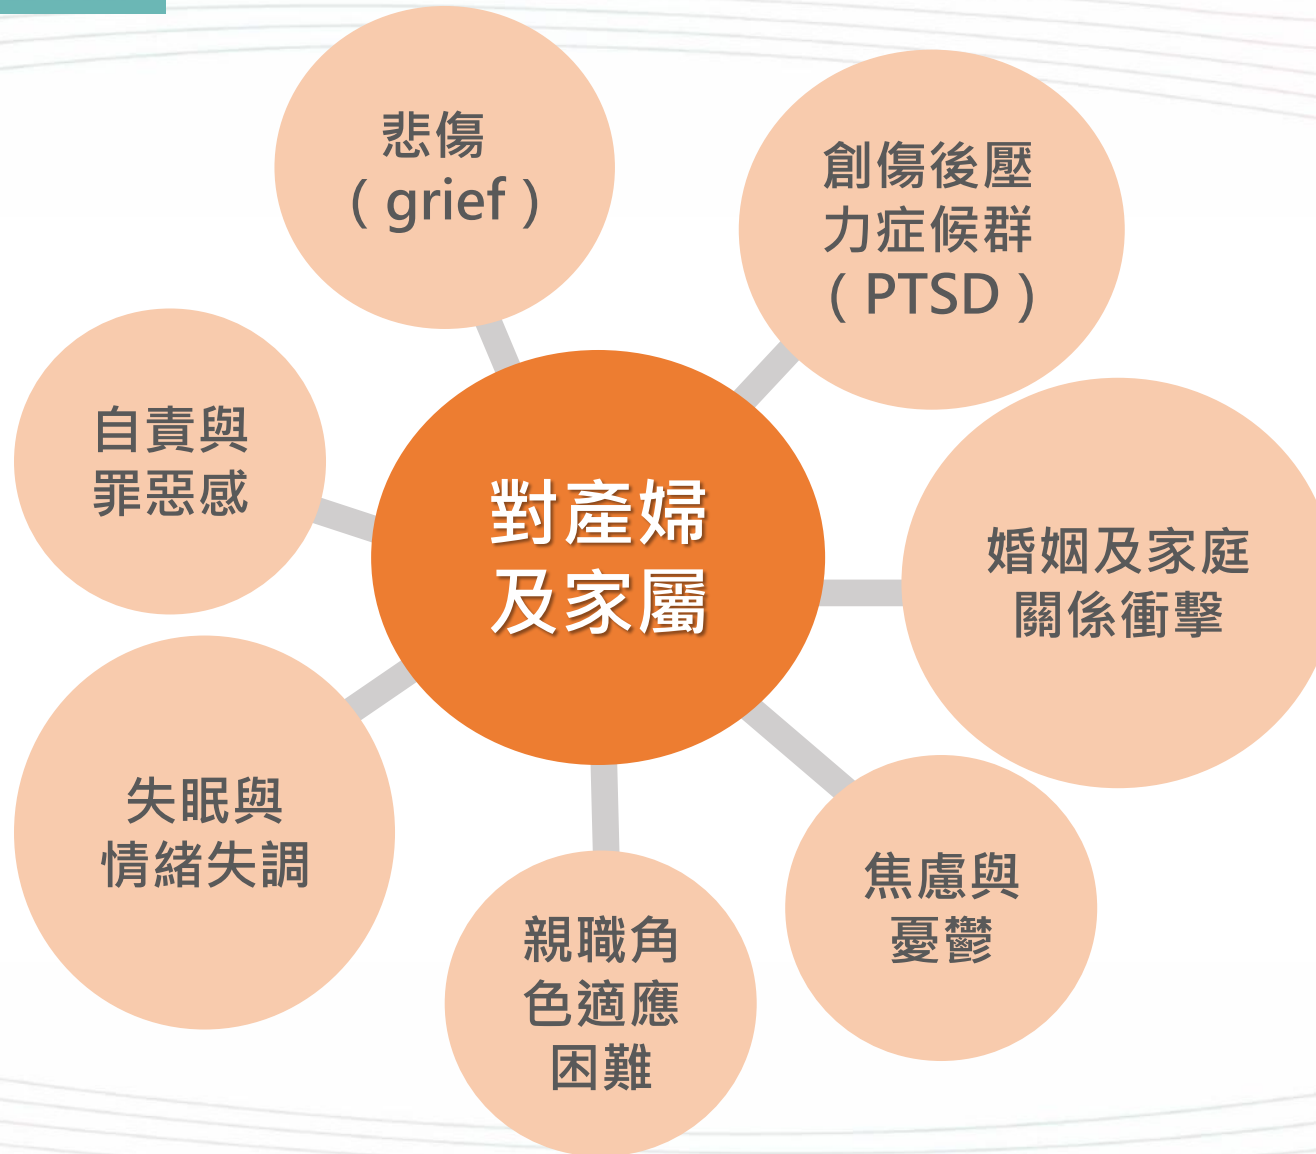 悲傷
（grief）
創傷後壓
力症候群
（PTSD）
自責與
罪惡感
對產婦
及家屬
婚姻及家庭
關係衝擊
失眠與
情緒失調
焦慮與
憂鬱
親職角
色適應
困難